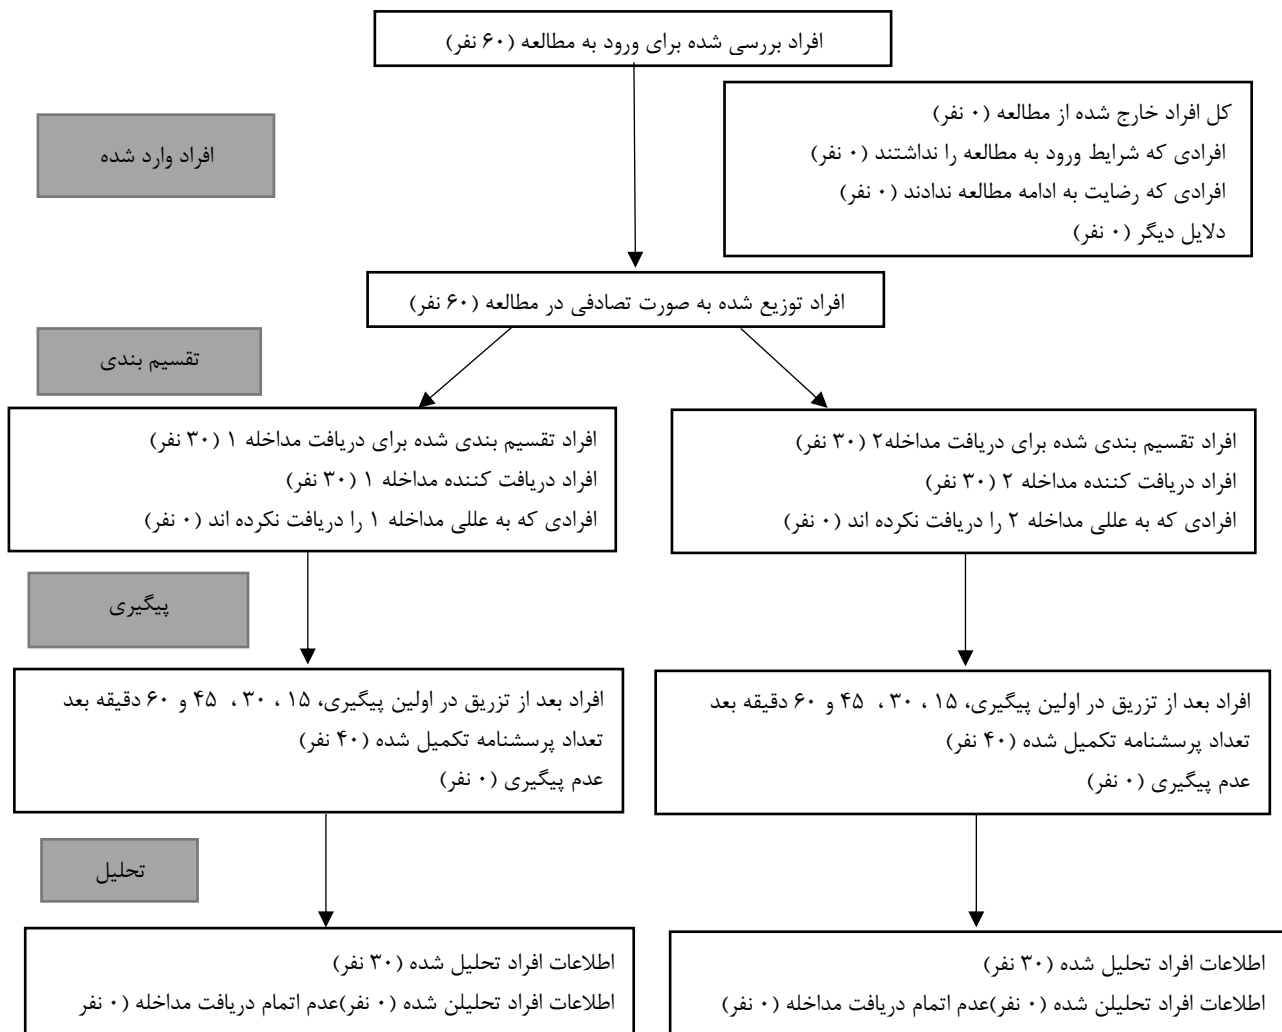 افراد بررسی شده برای ورود به مطالعه (۶۰ نفر)
کل افراد خارج شده از مطالعه (۰ نفر)
افرادی که شرایط ورود به مطالعه را نداشتند (۰ نفر)
افرادی که رضایت به ادامه مطالعه ندادند (۰ نفر)
دلایل دیگر (۰ نفر)
افراد وارد شده
افراد توزیع شده به صورت تصادفی در مطالعه (۶۰ نفر)
تقسیم بندی
افراد تقسیم بندی شده برای دریافت مداخله۲ (۳۰ نفر)
افراد دریافت کننده مداخله ۲ (۳۰ نفر)
افرادی که به عللی مداخله ۲ را دریافت نکرده اند (۰ نفر)
افراد تقسیم بندی شده برای دریافت مداخله ۱ (۳۰ نفر)
افراد دریافت کننده مداخله ۱ (۳۰ نفر)
افرادی که به عللی مداخله ۱ را دریافت نکرده اند (۰ نفر)
پیگیری
افراد بعد از تزریق در اولین پیگیری، ۱۵ ، ۳۰ ، ۴۵ و ۶۰ دقیقه بعد
تعداد پرسشنامه تکمیل شده (۴۰ نفر)
عدم پیگیری (۰ نفر)
افراد بعد از تزریق در اولین پیگیری، ۱۵ ، ۳۰ ، ۴۵ و ۶۰ دقیقه بعد
تعداد پرسشنامه تکمیل شده (۴۰ نفر)
عدم پیگیری (۰ نفر)
تحلیل
اطلاعات افراد تحلیل شده (۳۰ نفر)
اطلاعات افراد تحلیلن شده (۰ نفر)عدم اتمام دریافت مداخله (۰ نفر)
اطلاعات افراد تحلیل شده (۳۰ نفر)
اطلاعات افراد تحلیلن شده (۰ نفر)عدم اتمام دریافت مداخله (۰ نفر